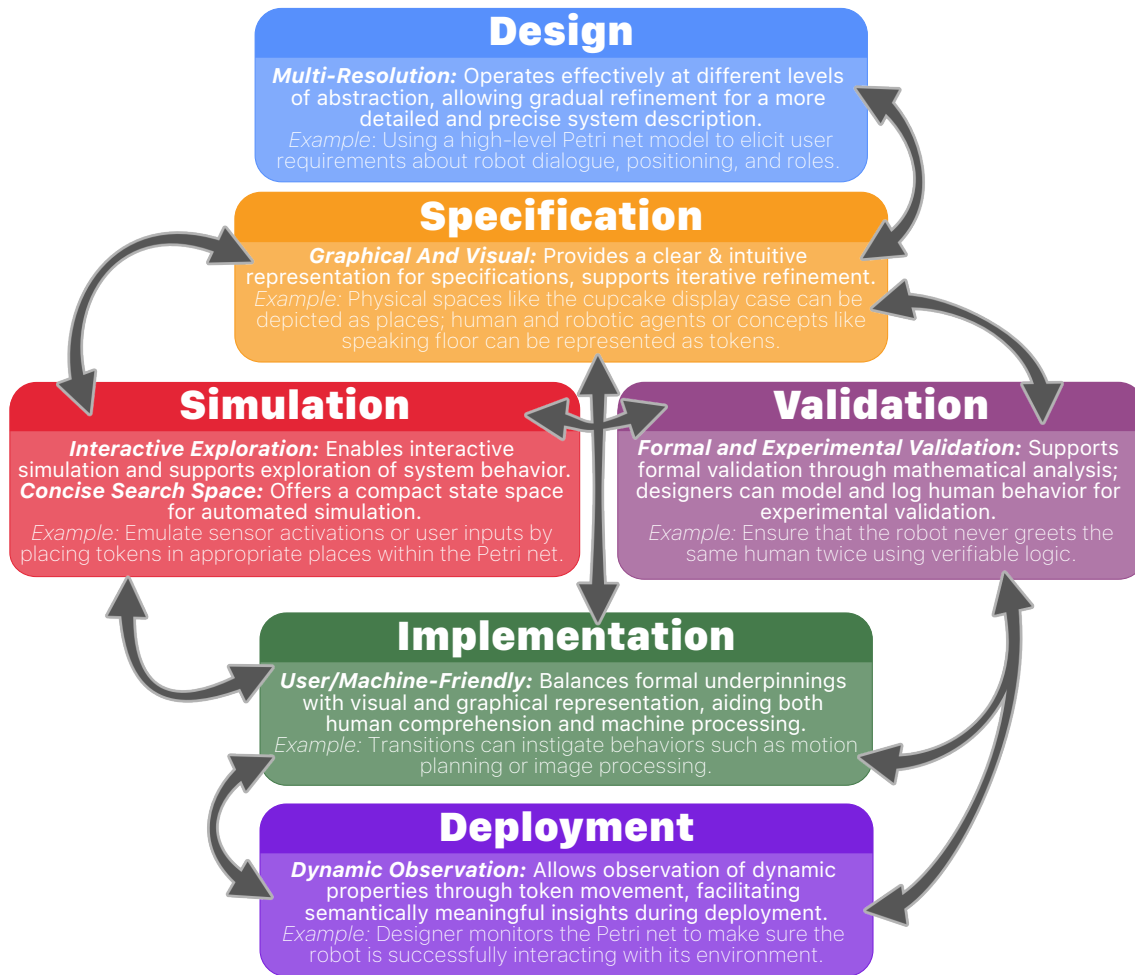 Design
Multi-Resolution: Operates effectively at different levels
of abstraction, allowing gradual refinement for a more
detailed and precise system description.
Example: Using a high-level Petri net model to elicit user
requirements about robot dialogue, positioning, and roles.
Specification
Graphical And Visual: Provides a clear & intuitive
representation for specifications, supports iterative refinement.
Example: Physical spaces like the cupcake display case can be
depicted as places; human and robotic agents or concepts like
speaking floor can be represented as tokens.
Simulation
Interactive Exploration: Enables interactive
simulation and supports exploration of system behavior.
Concise Search Space: Offers a compact state space
for automated simulation.
Example: Emulate sensor activations or user inputs by
placing tokens in appropriate places within the Petri net.
Validation
Formal and Experimental Validation: Supports
formal validation through mathematical analysis;
designers can model and log human behavior for
experimental validation.
Example: Ensure that the robot never greets the
same human twice using verifiable logic.
Implementation
User/Machine-Friendly: Balances formal underpinnings
with visual and graphical representation, aiding both
human comprehension and machine processing.
Example: Transitions can instigate behaviors such as motion
planning or image processing.
Deployment
Dynamic Observation: Allows observation of dynamic
properties through token movement, facilitating
semantically meaningful insights during deployment.
Example: Designer monitors the Petri net to make sure the
robot is successfully interacting with its environment.